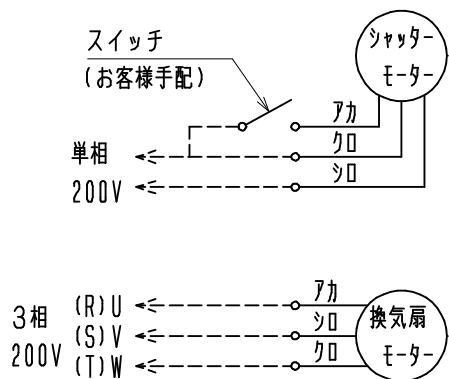 スイッチ
(お客様手配)
シャッター
モーター
アカ
クロ
シロ
単相
200V
3相
200V
(R)U
(S)V
(T)W
アカ
シロ
クロ
換気扇
モーター